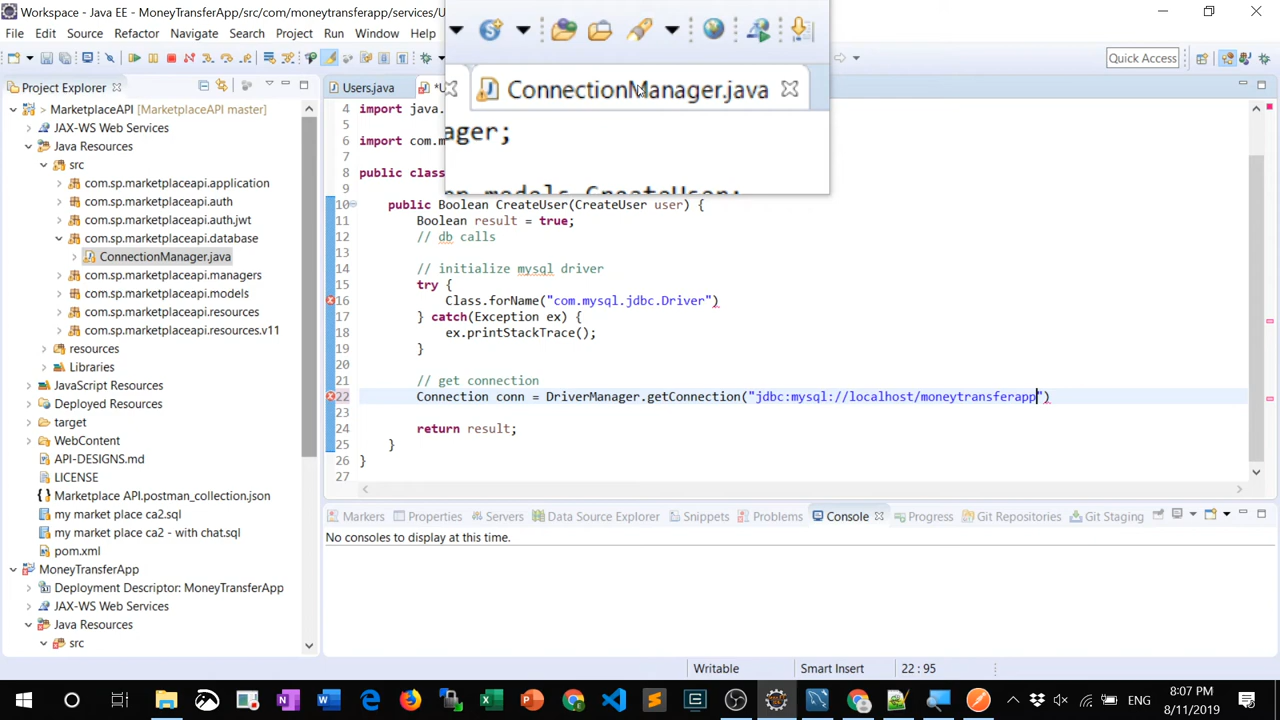 Workspace - Java EE - MoneyTransferApp/src/com/moneytransferapp/services/U
File Edit Source Refactor Navigate Search Project Run Window Help
Quick Access
Project Explorer
Users.java
*U
ConnectionManager.java
ager;
sp.models.CreateUser;
MarketplaceAPI [MarketplaceAPI master]
JAX-WS Web Services
Java Resources
src
com.sp.marketplaceapi.application
com.sp.marketplaceapi.auth
com.sp.marketplaceapi.auth.jwt
com.sp.marketplaceapi.database
ConnectionManager.java
com.sp.marketplaceapi.managers
com.sp.marketplaceapi.models
com.sp.marketplaceapi.resources
com.sp.marketplaceapi.resources.v11
resources
Libraries
JavaScript Resources
Deployed Resources
target
WebContent
API-DESIGNS.md
LICENSE
Marketplace API.postman_collection.json
my market place ca2.sql
my market place ca2 - with chat.sql
pom.xml
MoneyTransferApp
Deployment Descriptor: MoneyTransferApp
JAX-WS Web Services
Java Resources
src
4 import java.
5
6 import com.m
7
8 public class
9
10 public Boolean CreateUser(CreateUser user) {
11 Boolean result = true;
12 // db calls
13
14 // initialize mysql driver
15 try {
16 Class.forName("com.mysql.jdbc.Driver")
17 } catch(Exception ex) {
18 ex.printStackTrace();
19 }
20
21 // get connection
22 Connection conn = DriverManager.getConnection("jdbc:mysql://localhost/moneytransferapp")
23
24 return result;
25 }
26 }
27
Markers Properties Servers Data Source Explorer Snippets Problems Console Progress Git Repositories Git Staging
No consoles to display at this time.
Writable Smart Insert 22 : 95
ENG
8:07 PM
8/11/2019